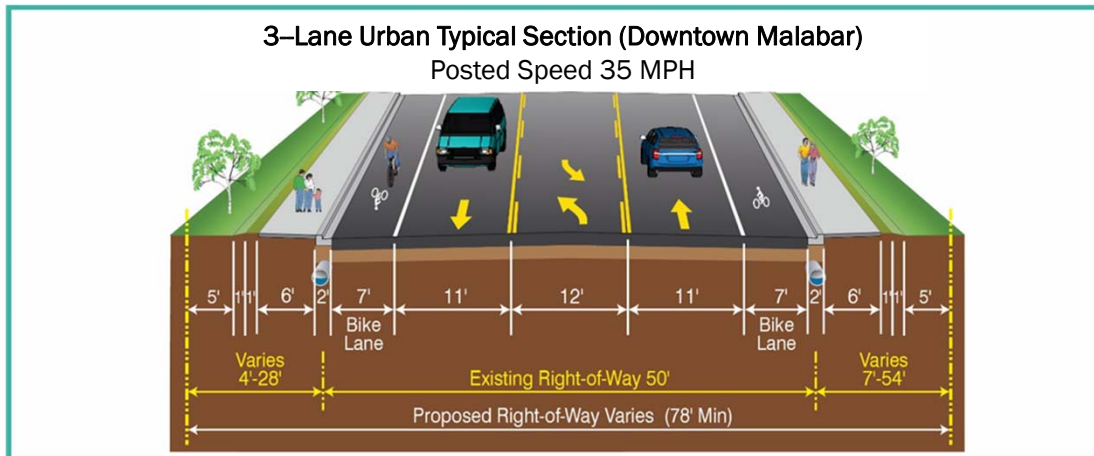 3–Lane Urban Typical Section (Downtown Malabar)
Posted Speed 35 MPH
5' 1' 1' 6' 2' 7' 11' 12' 11' 7' 2' 6' 1' 1' 5'
Bike
Lane
Bike
Lane
Varies
4'-28'
Existing Right-of-Way 50'
Varies
7'-54'
Proposed Right-of-Way Varies (78' Min)